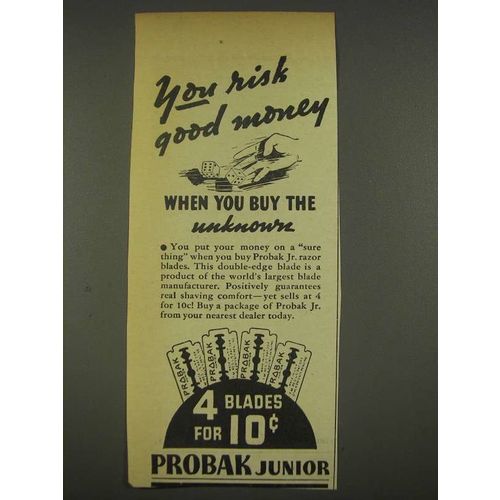 You risk
good money
WHEN YOU BUY THE
unknown
● You put your money on a "sure
thing" when you buy Probak Jr. razor
blades. This double-edge blade is a
product of the world's largest blade
manufacturer. Positively guarantees
real shaving comfort—yet sells at 4
for 10c! Buy a package of Probak Jr.
from your nearest dealer today.
PROBAK PROBAK PROBAK PROBAK
4 BLADES
FOR 10¢
PROBAK JUNIOR